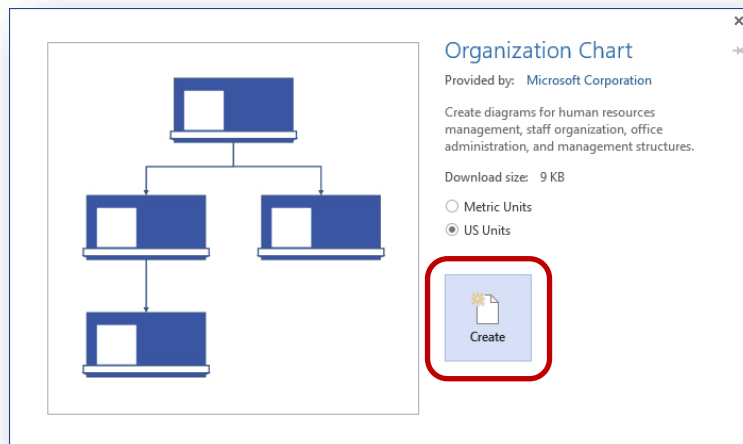 Organization Chart
Provided by: Microsoft Corporation
Create diagrams for human resources
management, staff organization, office
administration, and management structures.
Download size: 9 KB
Metric Units
US Units
Create